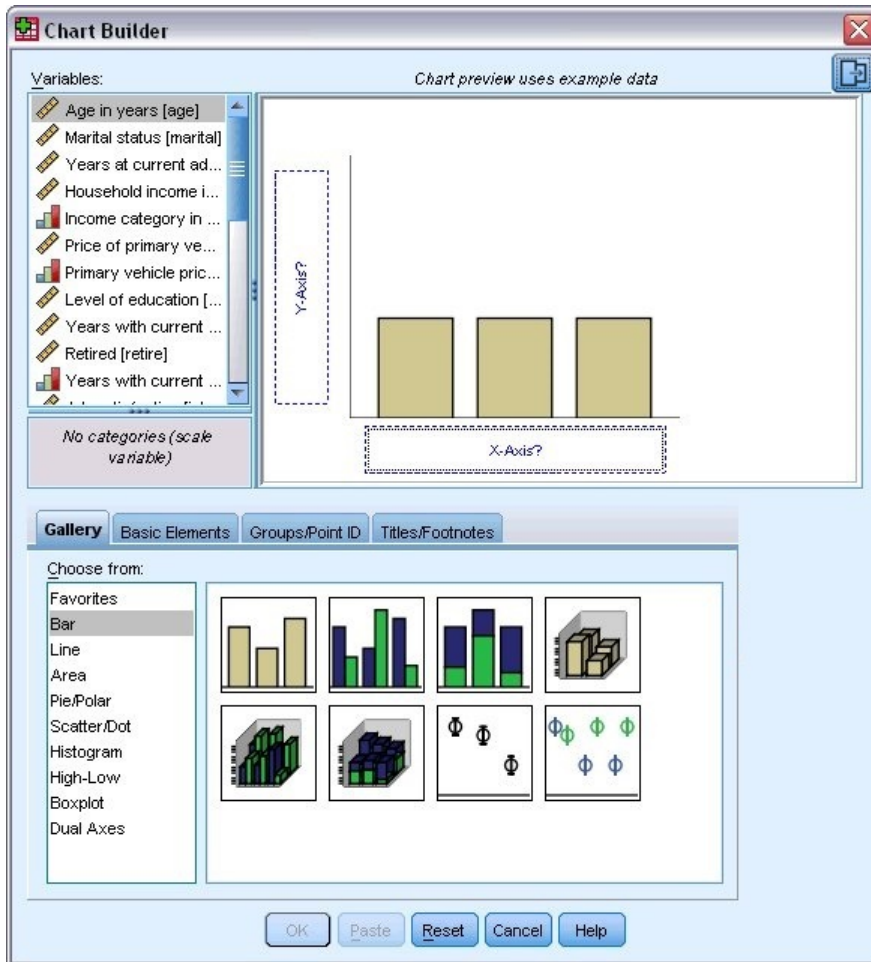 Chart Builder
Variables:
Chart preview uses example data
Age in years [age]
Marital status [marital]
Years at current ad...
Household income i...
Income category in ...
Price of primary ve...
Primary vehicle pric...
Level of education [...
Years with current ...
Retired [retire]
Years with current ...
No categories (scale
variable)
Y-Axis?
X-Axis?
Gallery
Basic Elements
Groups/Point ID
Titles/Footnotes
Choose from:
Favorites
Bar
Line
Area
Pie/Polar
Scatter/Dot
Histogram
High-Low
Boxplot
Dual Axes
OK
Paste
Reset
Cancel
Help